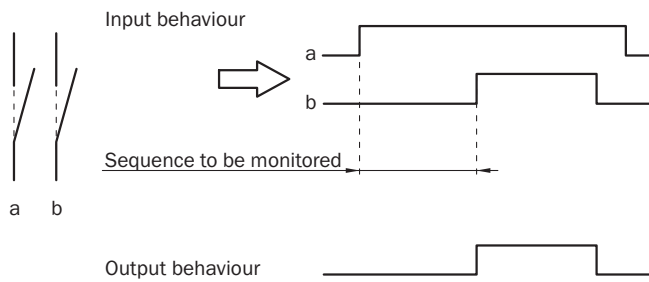 Input behaviour
a
b
Sequence to be monitored
a b
Output behaviour